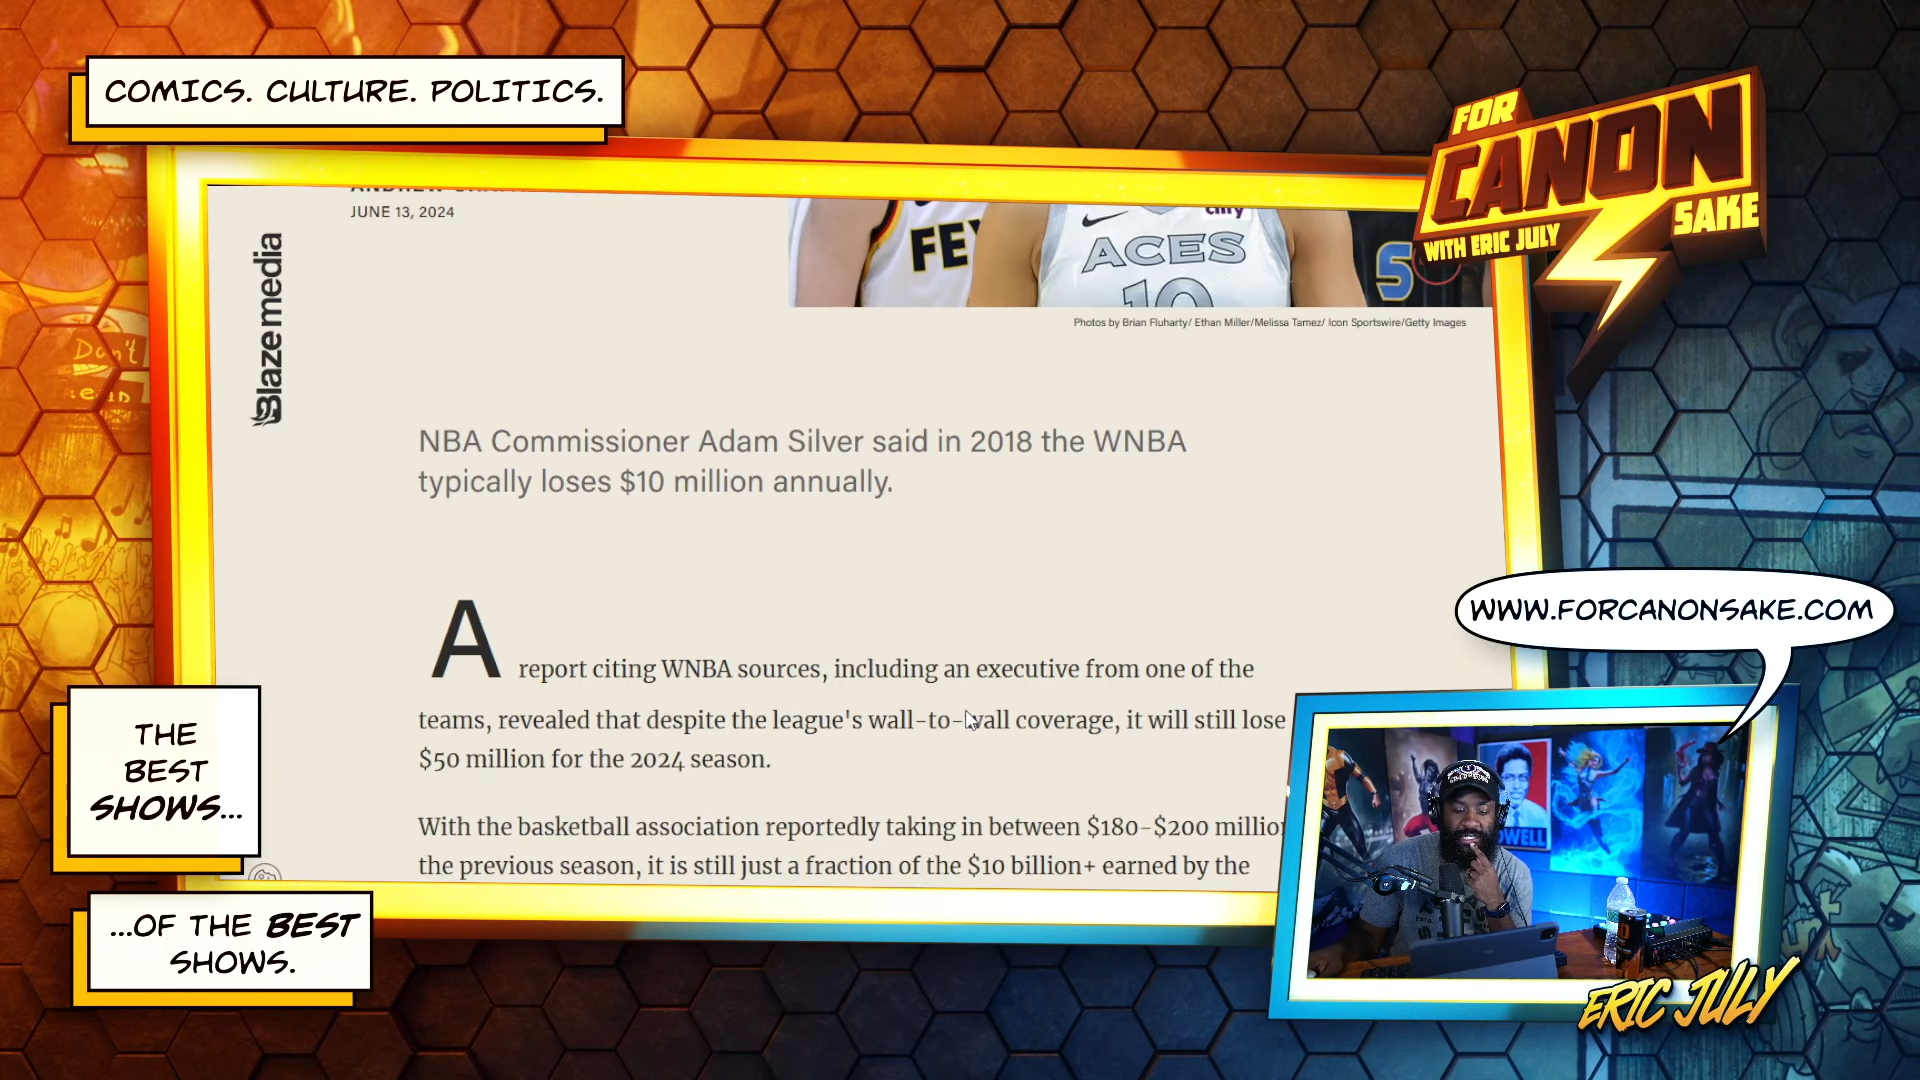 COMICS. CULTURE. POLITICS.
FOR
CANON
SAKE
WITH ERIC JULY
JUNE 13, 2024
Blaze media
FE
ACES
10
S
Photos by Brian Fluharty/ Ethan Miller/Melissa Tamez/ Icon Sportswire/Getty Images
NBA Commissioner Adam Silver said in 2018 the WNBA
typically loses $10 million annually.
A report citing WNBA sources, including an executive from one of the
teams, revealed that despite the league's wall-to-wall coverage, it will still lose
$50 million for the 2024 season.
With the basketball association reportedly taking in between $180-$200 million
the previous season, it is still just a fraction of the $10 billion+ earned by the
WWW.FORCANONSAKE.COM
THE
BEST
SHOWS...
...OF THE BEST
SHOWS.
Don't
OWELL
ERIC JULY